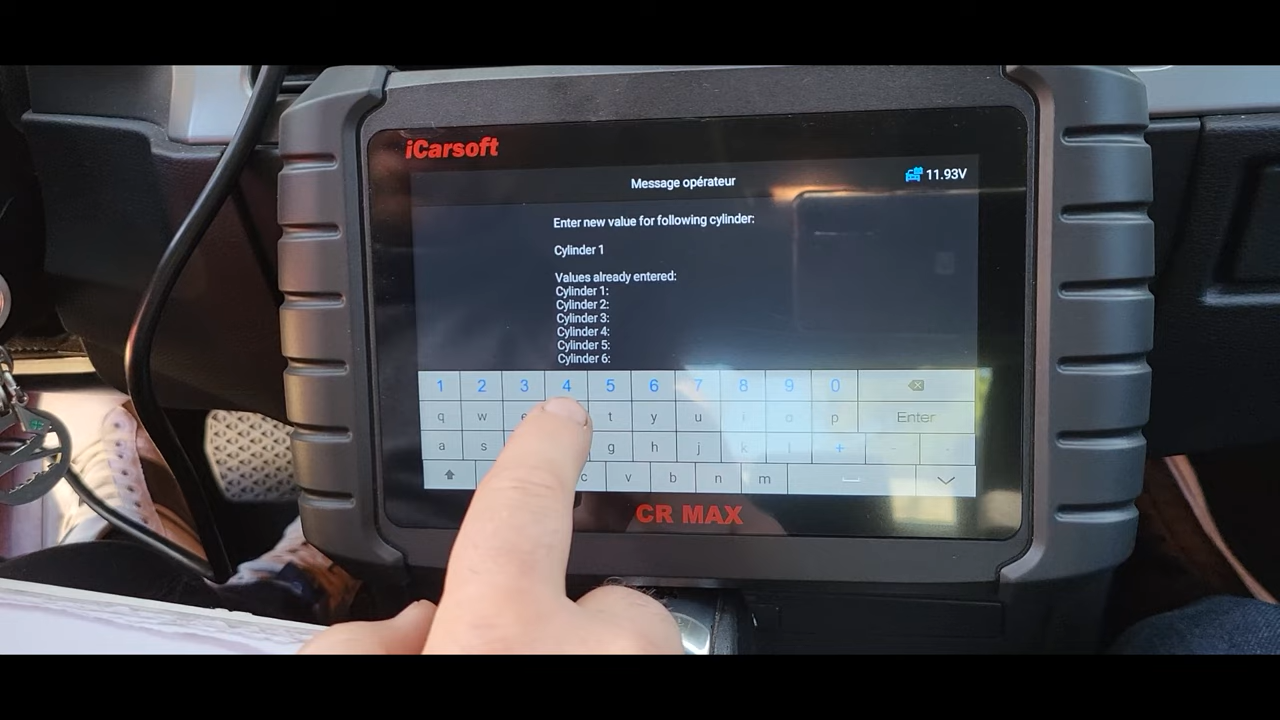 iCarsoft
Message opérateur
11.93V
Enter new value for following cylinder:
Cylinder 1
Values already entered:
Cylinder 1:
Cylinder 2:
Cylinder 3:
Cylinder 4:
Cylinder 5:
Cylinder 6:
1 2 3 4 5 6 7 8 9 0
q w e t y u i o p Enter
a s g h j k l + -
c v b n m
CR MAX